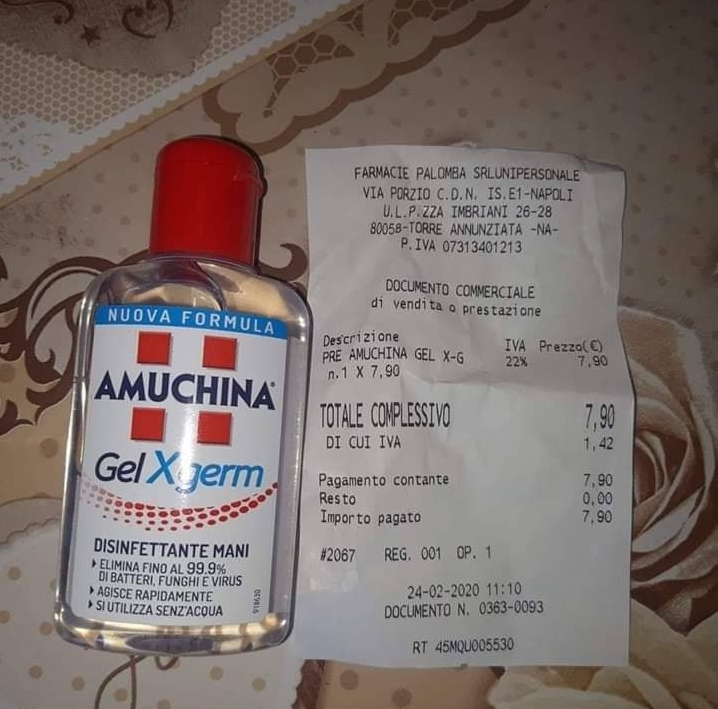 NUOVA FORMULA
AMUCHINA®
Gel X germ
DISINFETTANTE MANI
ELIMINA FINO AL 99.9%
DI BATTERI, FUNGHI E VIRUS
AGISCE RAPIDAMENTE
SI UTILIZZA SENZ'ACQUA
918630
FARMACIE PALOMBA SRLUNIPERSONALE
VIA PORZIO C.D.N. IS.E1-NAPOLI
U.L.P.ZZA IMBRIANI 26-28
80058-TORRE ANNUNZIATA -NA-
P.IVA 07313401213
DOCUMENTO COMMERCIALE
di vendita o prestazione
Descrizione IVA Prezzo(€)
PRE AMUCHINA GEL X-G 22% 7,90
n.1 X 7,90
TOTALE COMPLESSIVO 7,90
DI CUI IVA 1,42
Pagamento contante 7,90
Resto 0,00
Importo pagato 7,90
#2067 REG. 001 OP. 1
24-02-2020 11:10
DOCUMENTO N. 0363-0093
RT 45MQU005530